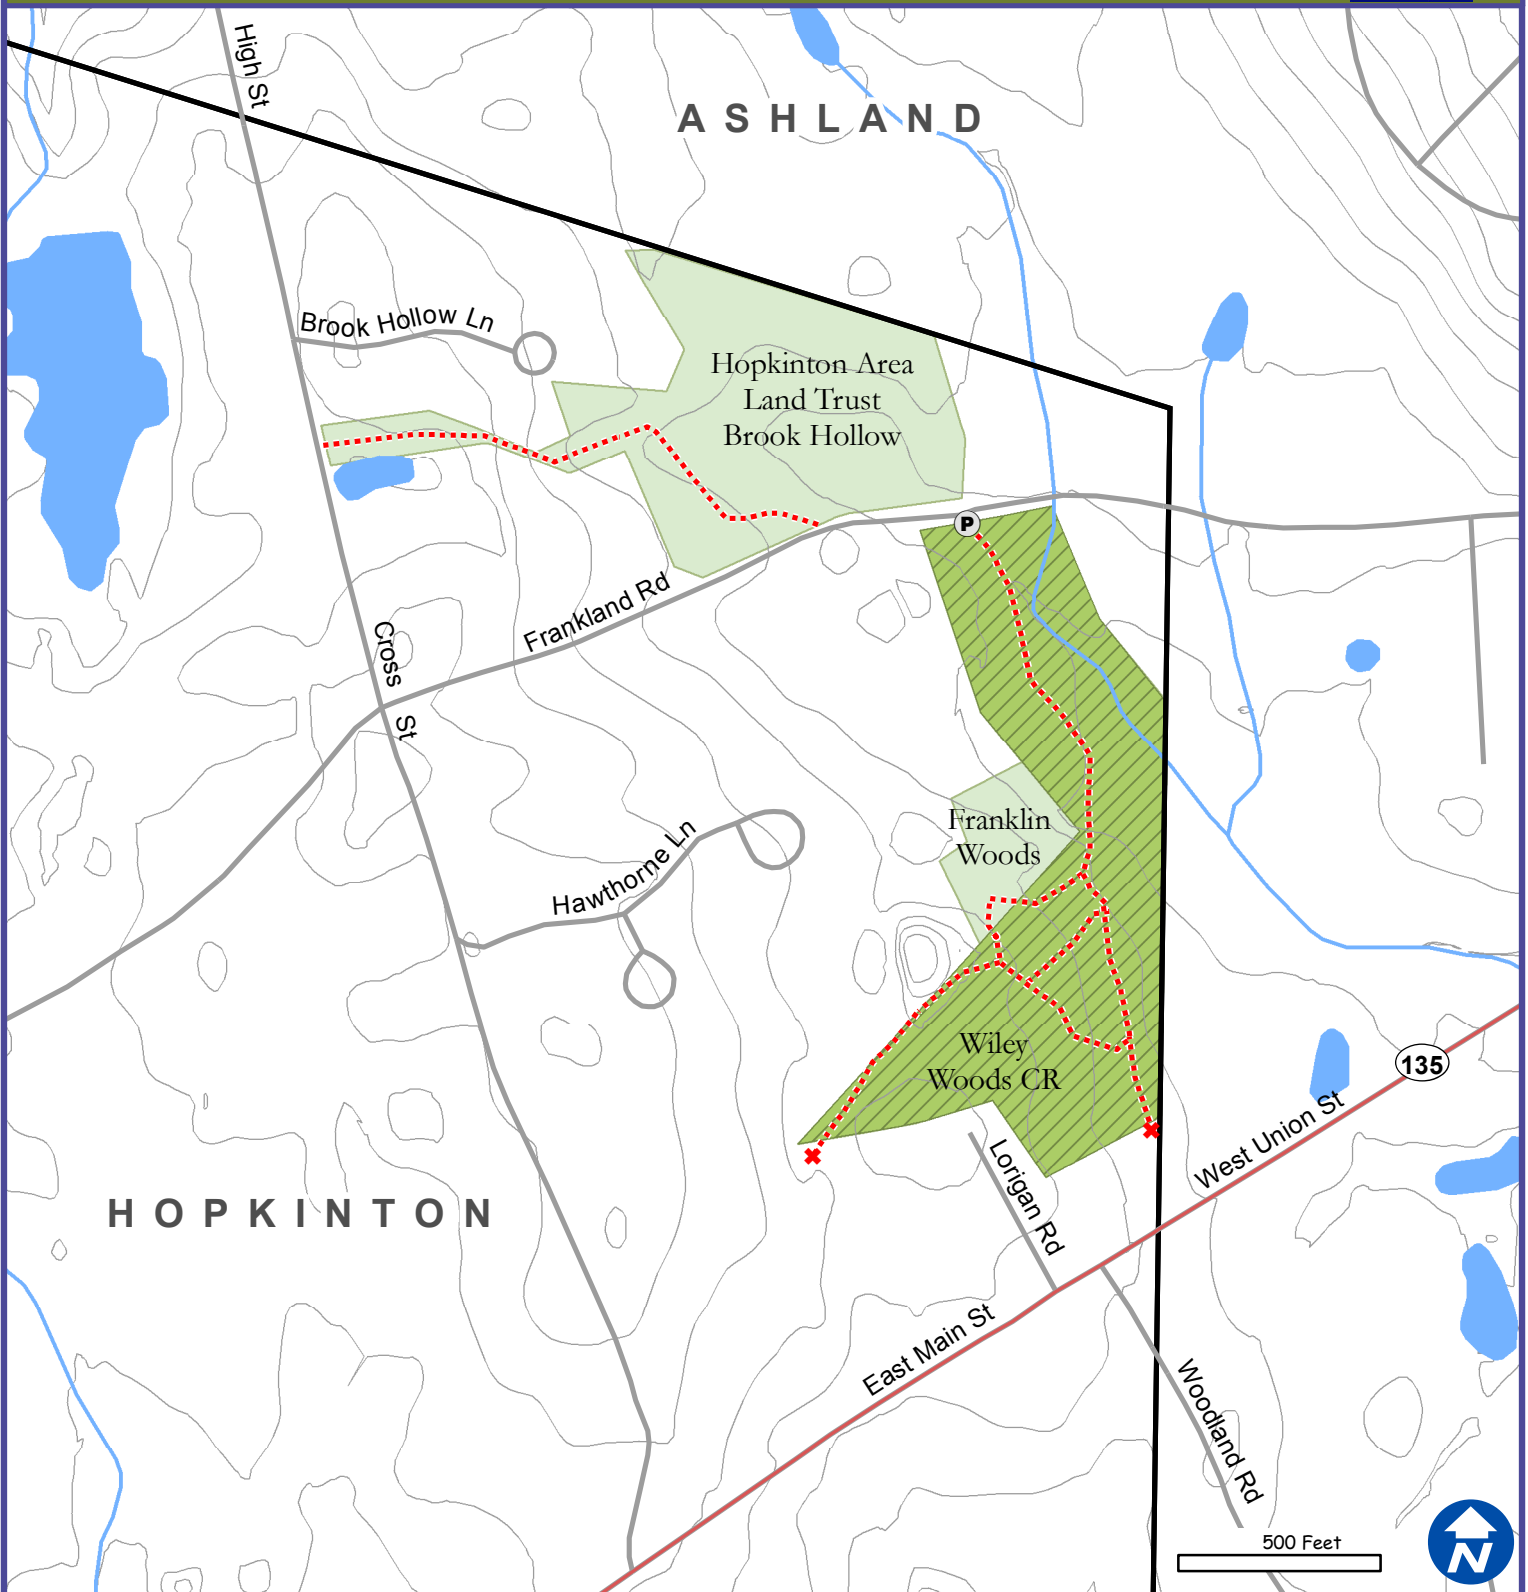 High St
ASHLAND
Brook Hollow Ln
Hopkinton Area
Land Trust
Brook Hollow
P
Frankland Rd
Cross
St
Franklin
Woods
Hawthorne Ln
Wiley
Woods CR
135
West Union St
Lorigan Rd
HOPKINTON
East Main St
Woodland Rd
500 Feet
N